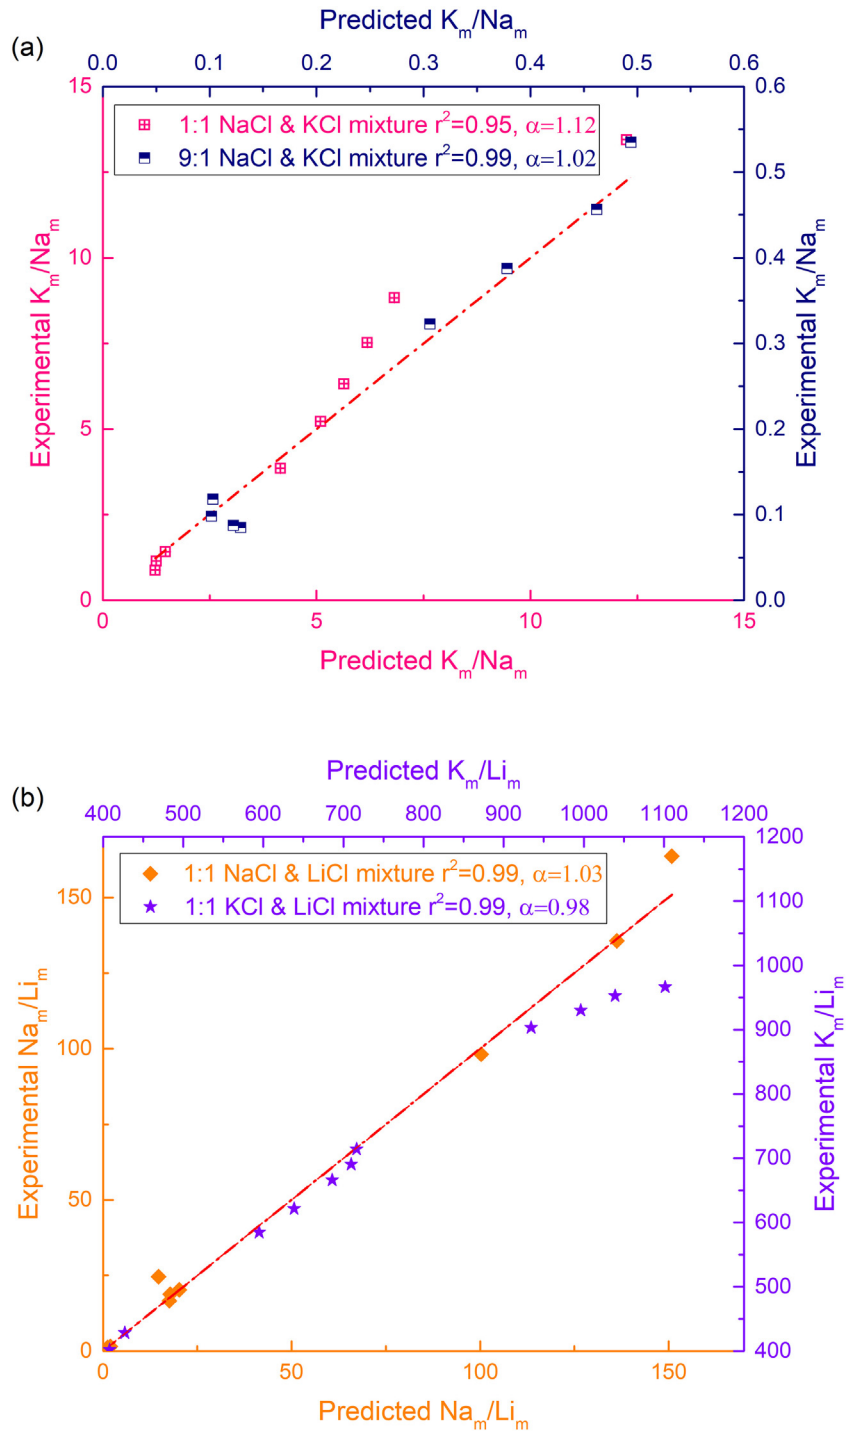 (a)
Predicted K_m/Na_m
0.0 0.1 0.2 0.3 0.4 0.5 0.6
1:1 NaCl & KCl mixture r²=0.95, α=1.12
9:1 NaCl & KCl mixture r²=0.99, α=1.02
Experimental K_m/Na_m
15
10
5
0
Experimental K_m/Na_m
0.6
0.5
0.4
0.3
0.2
0.1
0.0
0 5 10 15
Predicted K_m/Na_m
(b)
Predicted K_m/Li_m
400 500 600 700 800 900 1000 1100 1200
1:1 NaCl & LiCl mixture r²=0.99, α=1.03
1:1 KCl & LiCl mixture r²=0.99, α=0.98
Experimental Na_m/Li_m
150
100
50
0
Experimental K_m/Li_m
1200
1100
1000
900
800
700
600
500
400
0 50 100 150
Predicted Na_m/Li_m